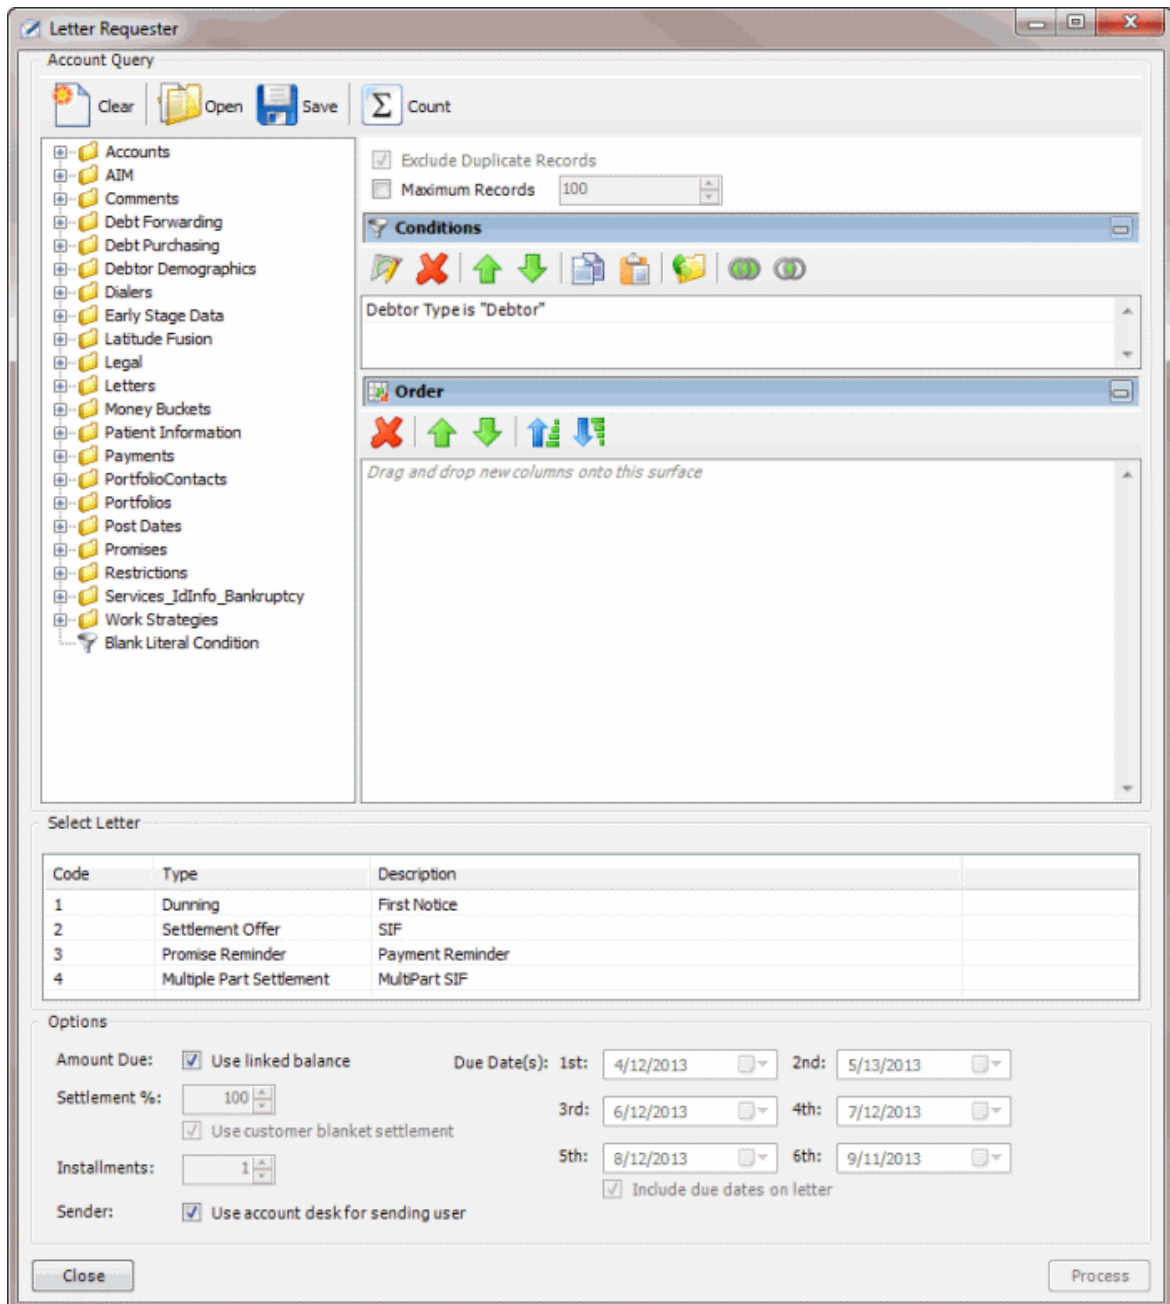 Letter Requester
Account Query
Clear Open Save Σ Count
Accounts
AIM
Comments
Debt Forwarding
Debt Purchasing
Debtor Demographics
Dialers
Early Stage Data
Latitude Fusion
Legal
Letters
Money Buckets
Patient Information
Payments
PortfolioContacts
Portfolios
Post Dates
Promises
Restrictions
Services_IdInfo_Bankruptcy
Work Strategies
Blank Literal Condition
Exclude Duplicate Records
Maximum Records 100
Conditions
Debtor Type is "Debtor"
Order
Drag and drop new columns onto this surface
Select Letter
Code Type Description
1 Dunning First Notice
2 Settlement Offer SIF
3 Promise Reminder Payment Reminder
4 Multiple Part Settlement MultiPart SIF
Options
Amount Due: Use linked balance Due Date(s): 1st: 4/12/2013 2nd: 5/13/2013
Settlement %: 100 3rd: 6/12/2013 4th: 7/12/2013
Use customer blanket settlement
Installments: 1 5th: 8/12/2013 6th: 9/11/2013
Include due dates on letter
Sender: Use account desk for sending user
Close Process